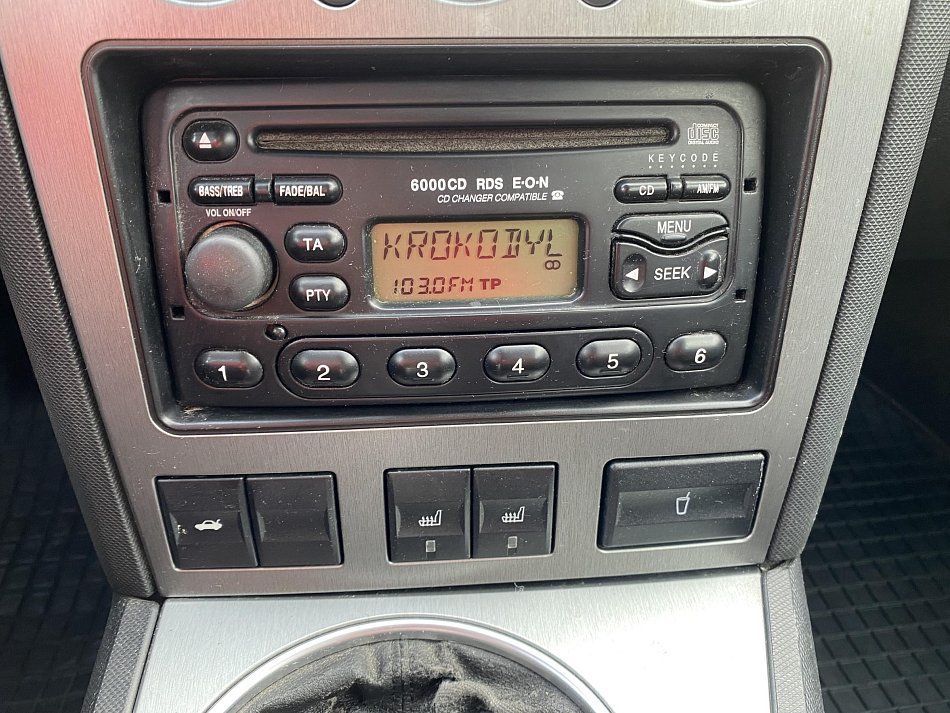 COMPACT
disc
DIGITAL AUDIO
KEYCODE
BASS/TREB FADE/BAL
6000CD RDS E·O·N
CD AM/FM
CD CHANGER COMPATIBLE
VOL ON/OFF
TA
KROKODYL
MENU
PTY
103.0FM TP
SEEK
1 2 3 4 5 6